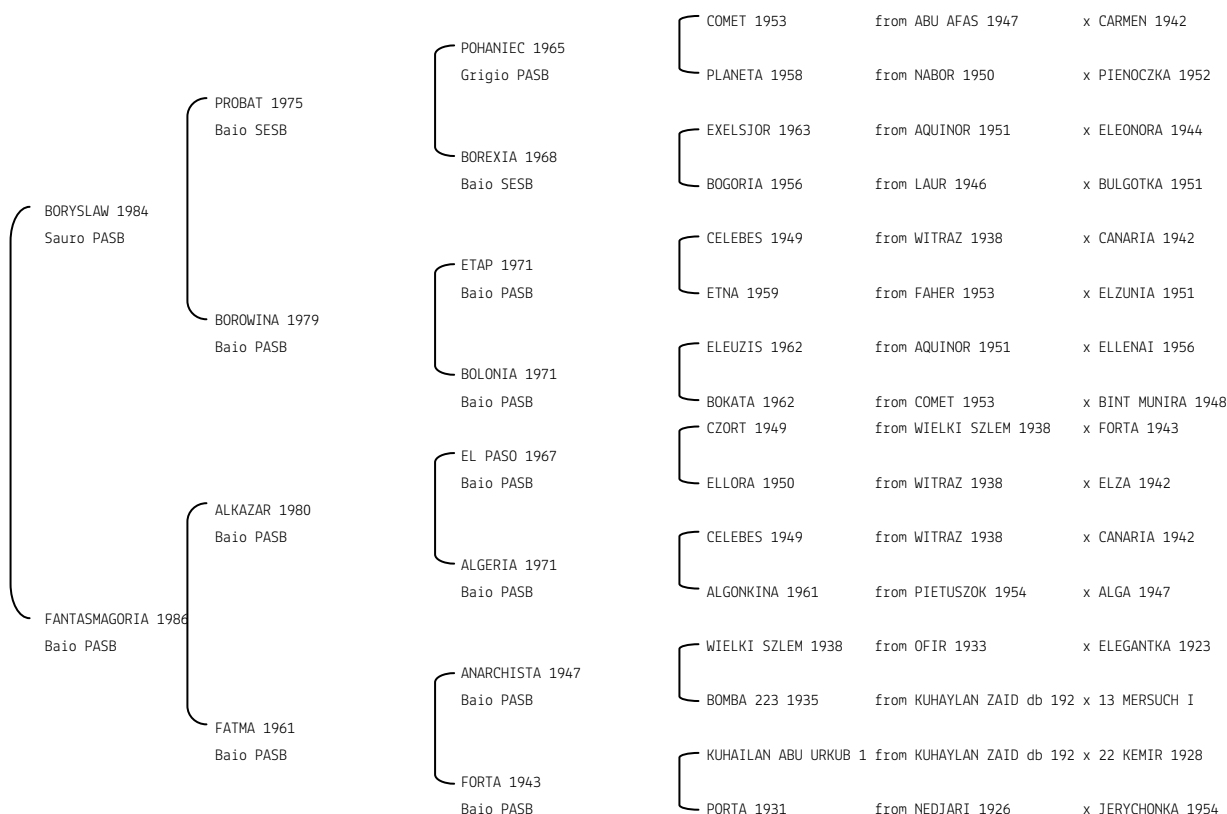 COMET 1953 from ABU AFAS 1947 x CARMEN 1942
POHANIEC 1965
Grigio PASB PLANETA 1958 from NABOR 1950 x PIENOCZKA 1952
PROBAT 1975
Baio SESB EXELSJOR 1963 from AQUINOR 1951 x ELEONORA 1944
BOREXIA 1968
Baio SESB BOGORIA 1956 from LAUR 1946 x BULGOTKA 1951
BORYSLAW 1984
Sauro PASB CELEBES 1949 from WITRAZ 1938 x CANARIA 1942
ETAP 1971
Baio PASB ETNA 1959 from FAHER 1953 x ELZUNIA 1951
BOROWINA 1979
Baio PASB ELEUZIS 1962 from AQUINOR 1951 x ELLENAI 1956
BOLONIA 1971
Baio PASB BOKATA 1962 from COMET 1953 x BINT MUNIRA 1948
CZORT 1949 from WIELKI SZLEM 1938 x FORTA 1943
EL PASO 1967
Baio PASB ELLORA 1950 from WITRAZ 1938 x ELZA 1942
ALKAZAR 1980
Baio PASB CELEBES 1949 from WITRAZ 1938 x CANARIA 1942
ALGERIA 1971
Baio PASB ALGONKINA 1961 from PIETUSZOK 1954 x ALGA 1947
FANTASMAGORIA 1986
Baio PASB WIELKI SZLEM 1938 from OFIR 1933 x ELEGANTKA 1923
ANARCHISTA 1947
Baio PASB BOMBA 223 1935 from KUHAYLAN ZAID db 192 x 13 MERSUCH I
FATMA 1961
Baio PASB KUHAILAN ABU URKUB 1 from KUHAYLAN ZAID db 192 x 22 KEMIR 1928
FORTA 1943
Baio PASB PORTA 1931 from NEDJARI 1926 x JERYCHONKA 1954